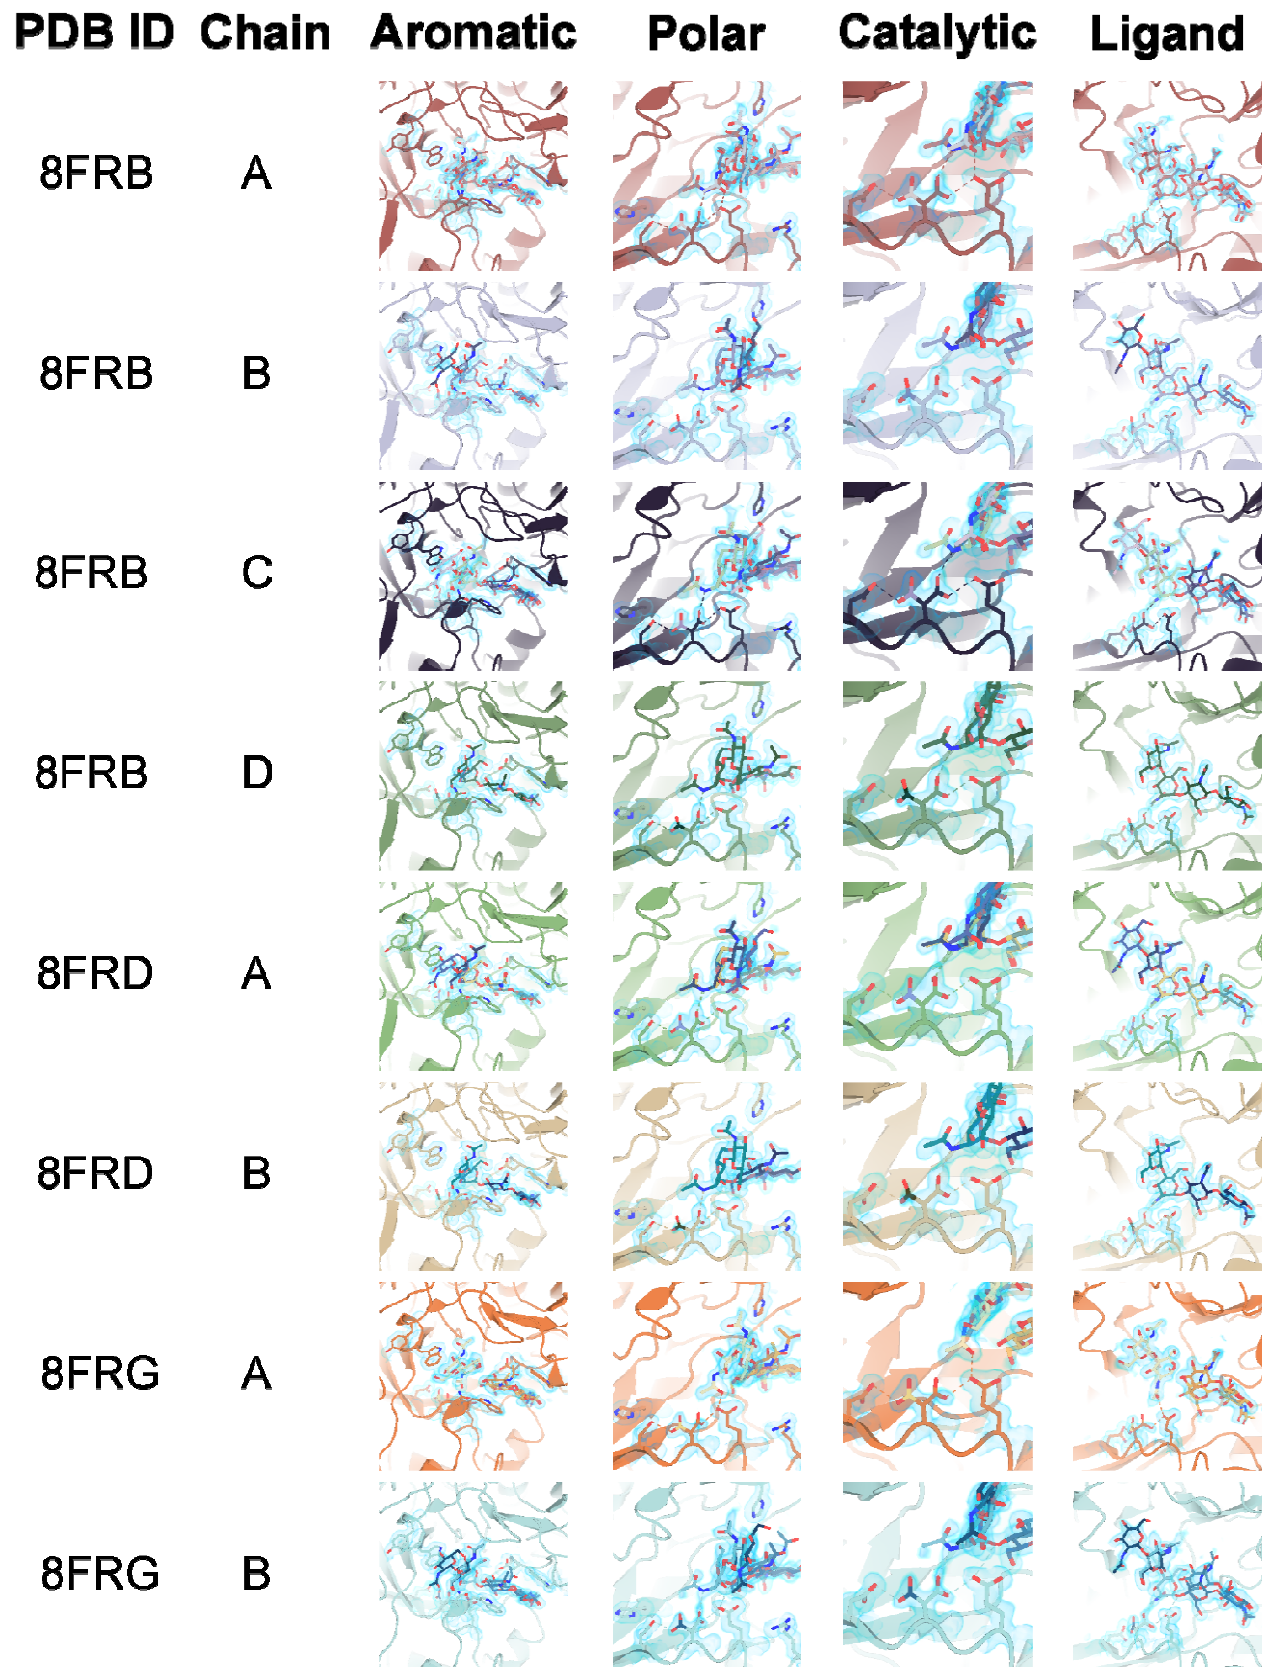 PDB ID Chain Aromatic Polar Catalytic Ligand
8FRB A
8FRB B
8FRB C
8FRB D
8FRD A
8FRD B
8FRG A
8FRG B